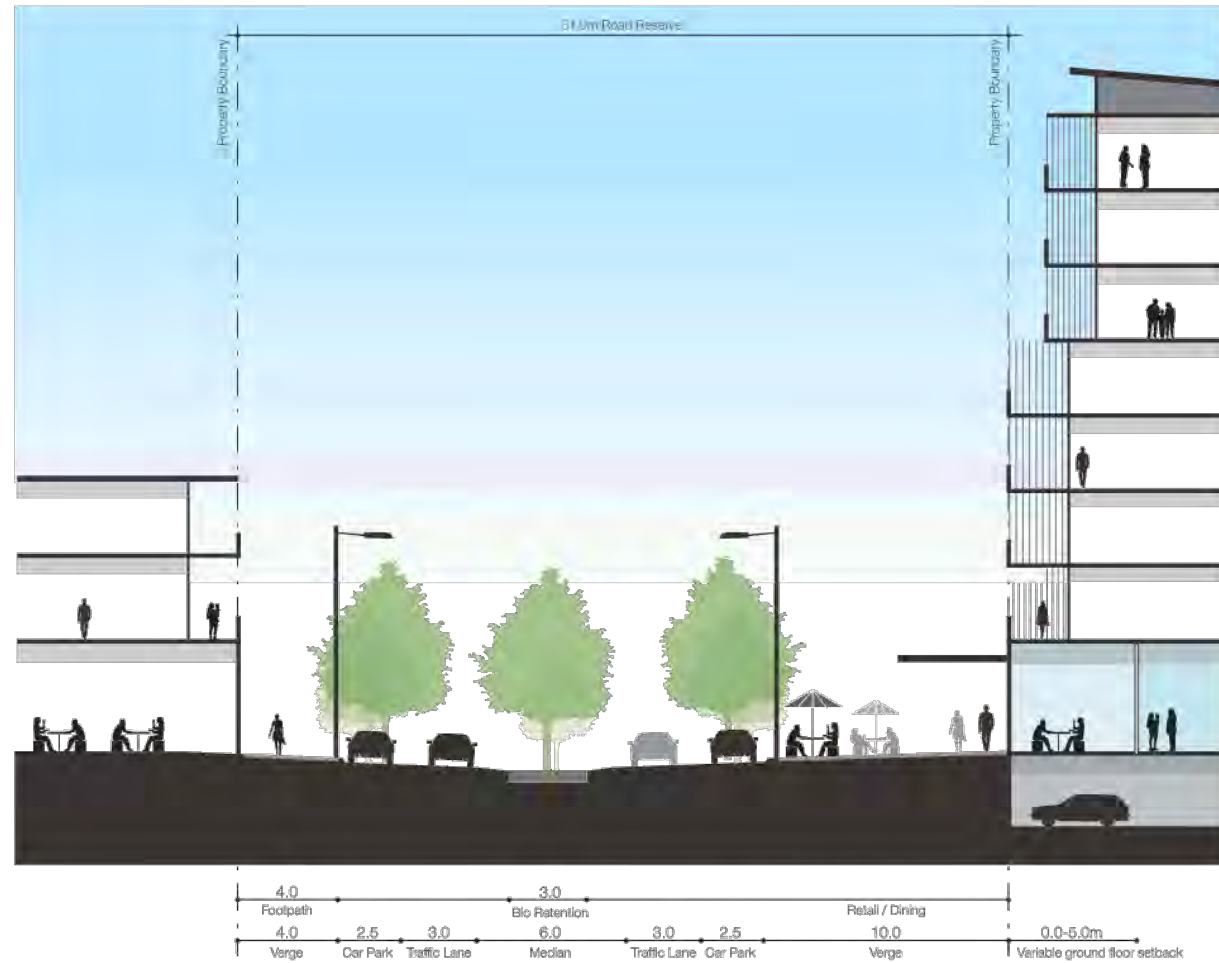 31.0m Road Reserve
Property Boundary
Property Boundary
4.0
3.0
Footpath
Bio Retention
Retail / Dining
4.0
2.5
3.0
6.0
3.0
2.5
10.0
0.0-5.0m
Verge
Car Park
Traffic Lane
Median
Traffic Lane
Car Park
Verge
Variable ground floor setback